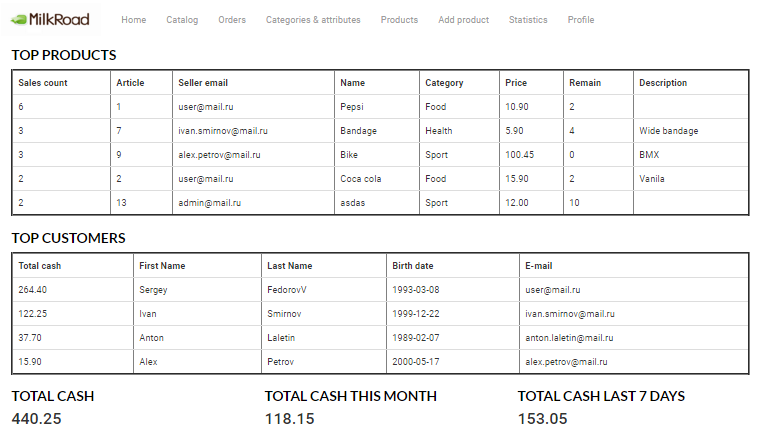 MilkRoad Home Catalog Orders Categories & attributes Products Add product Statistics Profile
TOP PRODUCTS
Sales count Article Seller email Name Category Price Remain Description
6 1 user@mail.ru Pepsi Food 10.90 2
3 7 ivan.smirnov@mail.ru Bandage Health 5.90 4 Wide bandage
3 9 alex.petrov@mail.ru Bike Sport 100.45 0 BMX
2 2 user@mail.ru Coca cola Food 15.90 2 Vanila
2 13 admin@mail.ru asdas Sport 12.00 10
TOP CUSTOMERS
Total cash First Name Last Name Birth date E-mail
264.40 Sergey FedorovV 1993-03-08 user@mail.ru
122.25 Ivan Smirnov 1999-12-22 ivan.smirnov@mail.ru
37.70 Anton Laletin 1989-02-07 anton.laletin@mail.ru
15.90 Alex Petrov 2000-05-17 alex.petrov@mail.ru
TOTAL CASH TOTAL CASH THIS MONTH TOTAL CASH LAST 7 DAYS
440.25 118.15 153.05